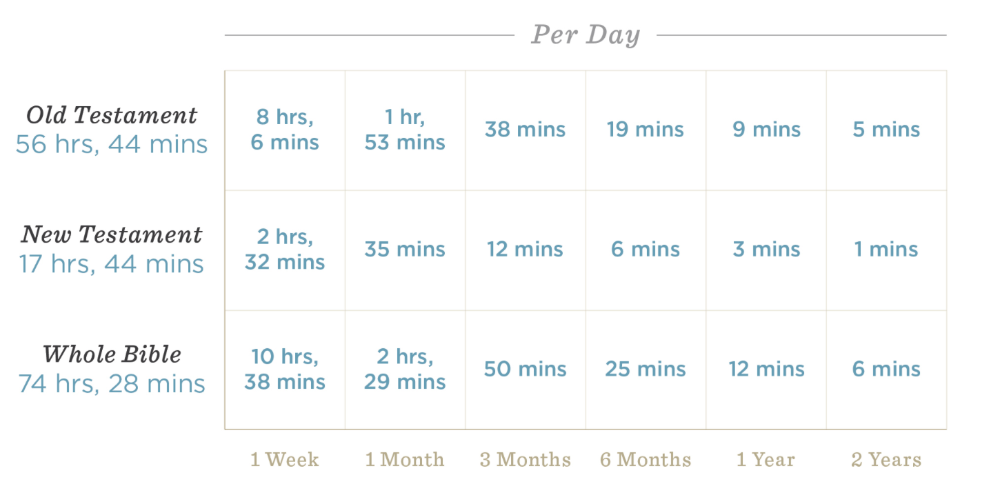 Per Day
Old Testament
56 hrs, 44 mins
8 hrs,
6 mins
1 hr,
53 mins
38 mins
19 mins
9 mins
5 mins
New Testament
17 hrs, 44 mins
2 hrs,
32 mins
35 mins
12 mins
6 mins
3 mins
1 mins
Whole Bible
74 hrs, 28 mins
10 hrs,
38 mins
2 hrs,
29 mins
50 mins
25 mins
12 mins
6 mins
1 Week
1 Month
3 Months
6 Months
1 Year
2 Years